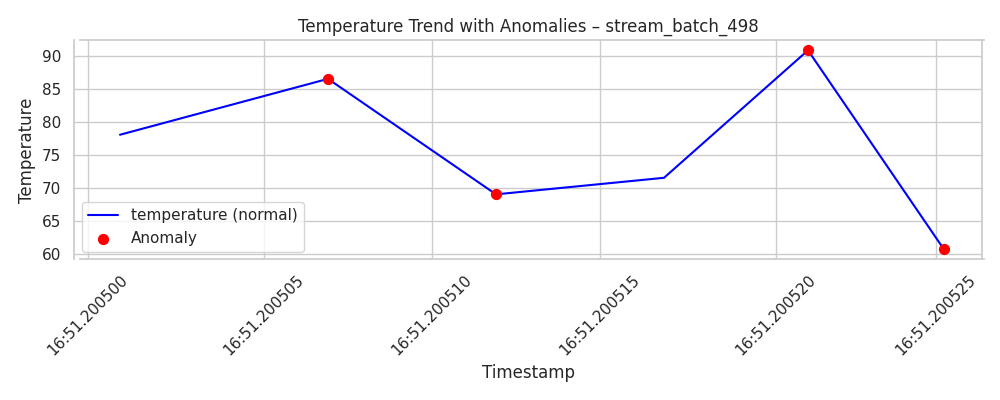 Temperature Trend with Anomalies – stream_batch_498
Temperature
90
85
80
75
70
65
60
temperature (normal)
Anomaly
16:51.200500
16:51.200505
16:51.200510
16:51.200515
16:51.200520
16:51.200525
Timestamp